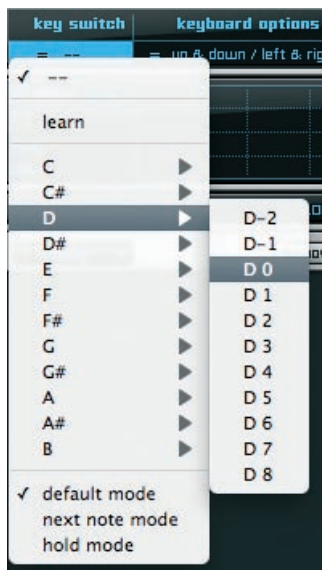 key switch keyboard options
= -- = up & down / left & rig
✓ --
learn
C
C#
D
D#
E
F
F#
G
G#
A
A#
B
✓ default mode
next note mode
hold mode
D-2
D-1
D 0
D 1
D 2
D 3
D 4
D 5
D 6
D 7
D 8